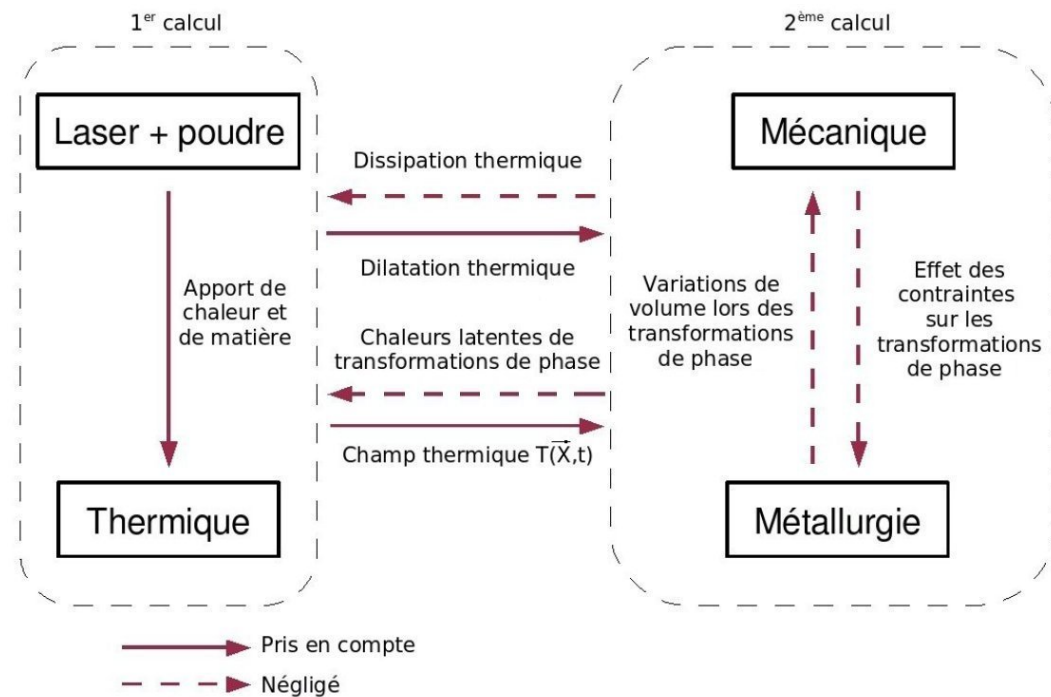 1er calcul
2ème calcul
Laser + poudre
Mécanique
Dissipation thermique
Dilatation thermique
Apport de
chaleur et
de matière
Chaleurs latentes de
transformations de phase
Champ thermique T(X⃗,t)
Variations de
volume lors des
transformations
de phase
Effet des
contraintes
sur les
transformations
de phase
Thermique
Métallurgie
Pris en compte
Négligé